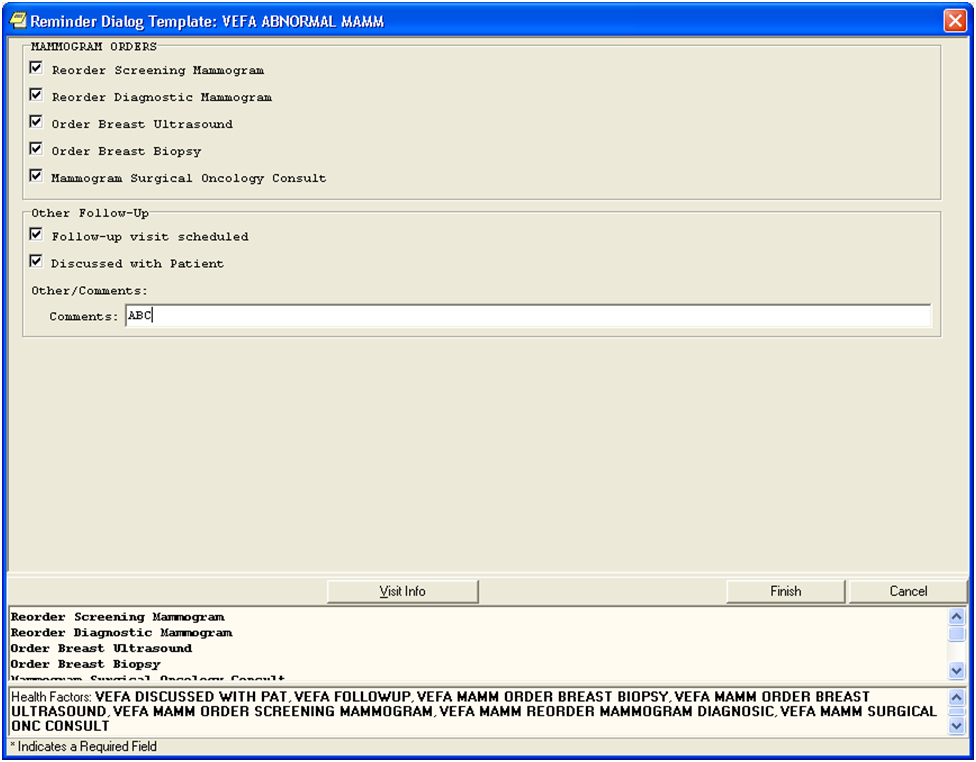 Reminder Dialog Template: VEFA ABNORMAL MAMM
MAMMOGRAM ORDERS
Reorder Screening Mammogram
Reorder Diagnostic Mammogram
Order Breast Ultrasound
Order Breast Biopsy
Mammogram Surgical Oncology Consult
Other Follow-Up
Follow-up visit scheduled
Discussed with Patient
Other/Comments:
Comments: ABC
Visit Info Finish Cancel
Reorder Screening Mammogram
Reorder Diagnostic Mammogram
Order Breast Ultrasound
Order Breast Biopsy
Mammogram Surgical Oncology Consult
Health Factors: VEFA DISCUSSED WITH PAT, VEFA FOLLOWUP, VEFA MAMM ORDER BREAST BIOPSY, VEFA MAMM ORDER BREAST
ULTRASOUND, VEFA MAMM ORDER SCREENING MAMMOGRAM, VEFA MAMM REORDER MAMMOGRAM DIAGNOSIC, VEFA MAMM SURGICAL
ONC CONSULT
* Indicates a Required Field